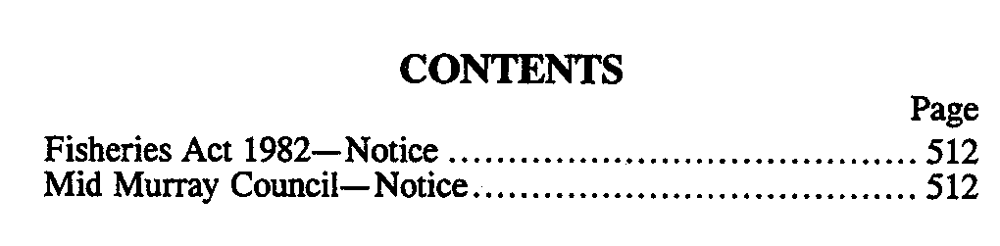 CONTENTS
Page
Fisheries Act 1982—Notice ....................................... 512
Mid Murray Council—Notice..................................... 512